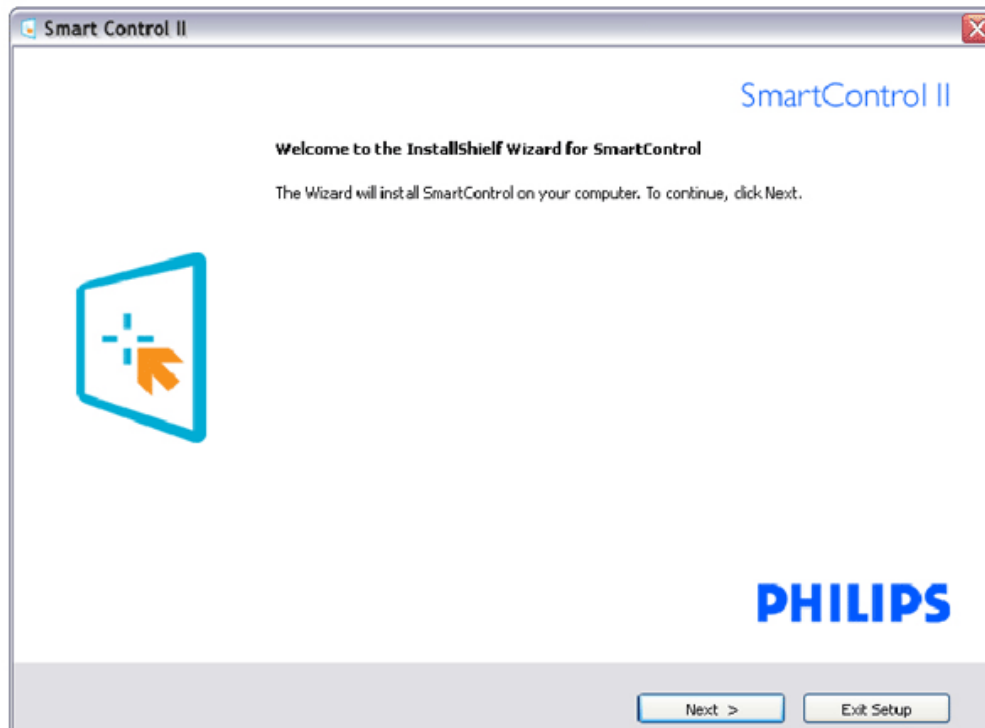 Smart Control II
SmartControl II
Welcome to the InstallShield Wizard for SmartControl
The Wizard will install SmartControl on your computer. To continue, click Next.
PHILIPS
Next >
Exit Setup